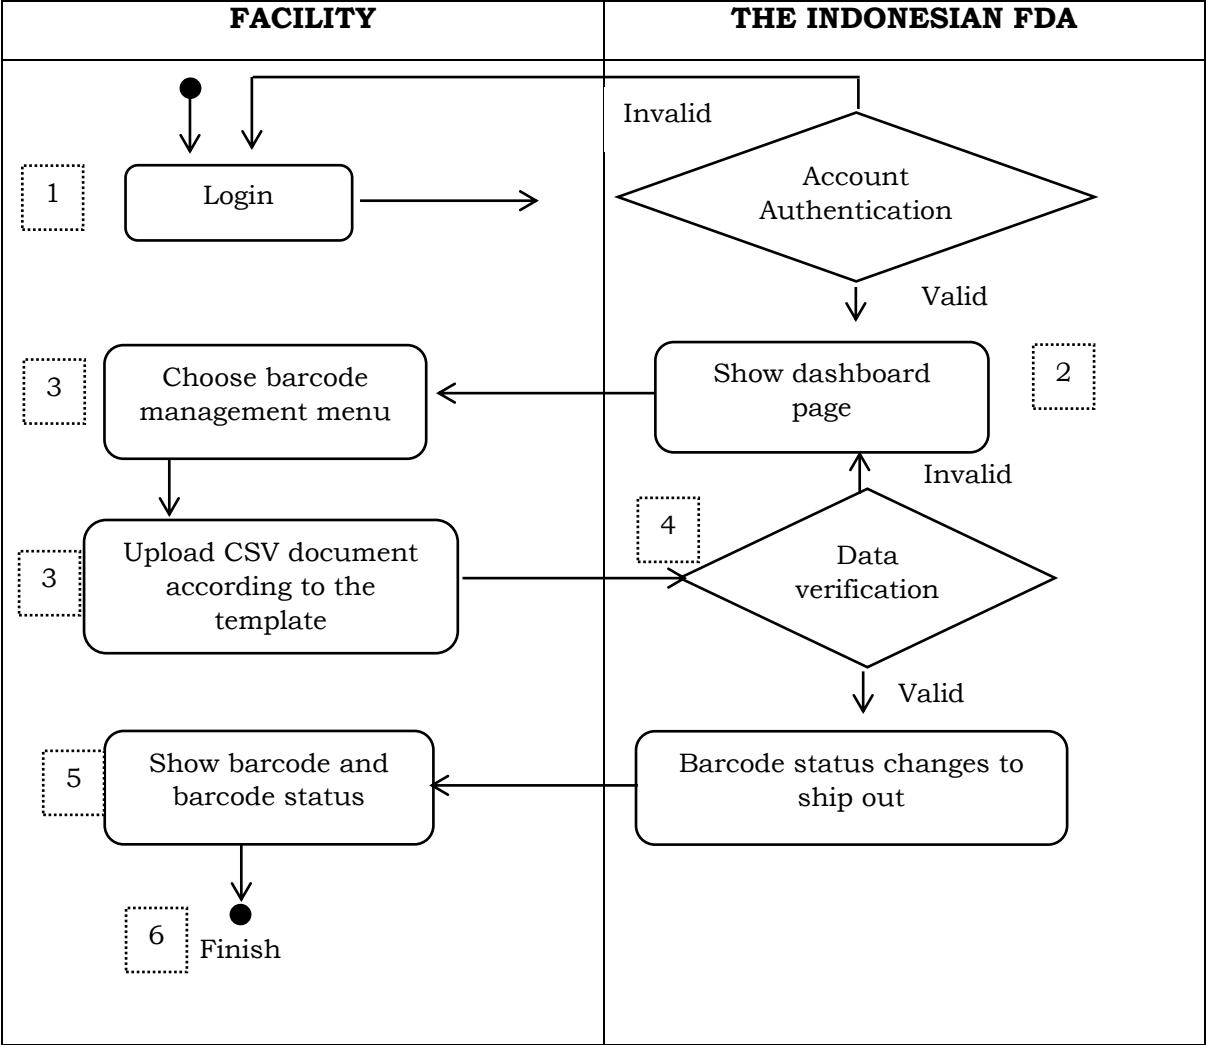 FACILITY
THE INDONESIAN FDA
Invalid
1
Login
Account
Authentication
Valid
3
Choose barcode
management menu
Show dashboard
page
2
Invalid
3
Upload CSV document
according to the
template
4
Data
verification
Valid
5
Show barcode and
barcode status
Barcode status changes to
ship out
6
Finish